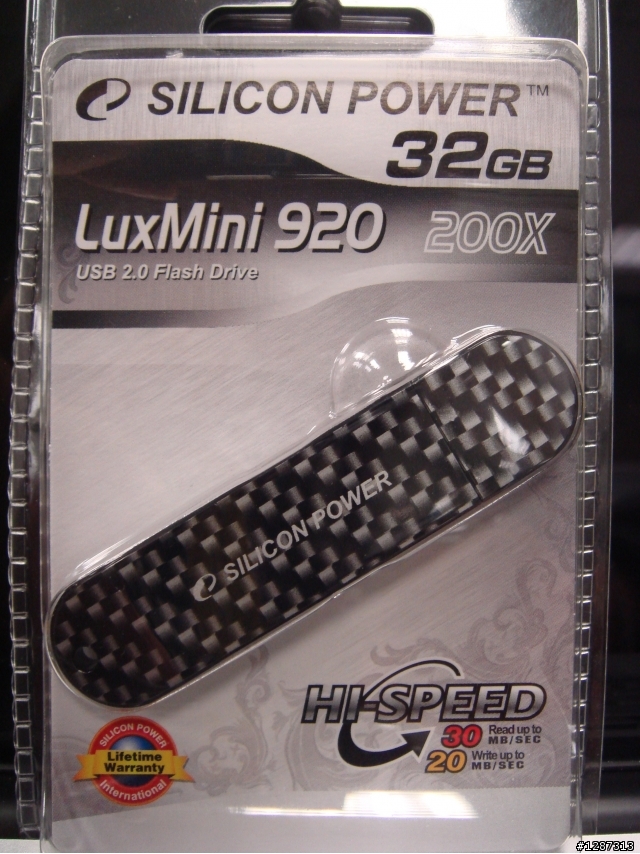 SILICON POWER™
32GB
LuxMini 920 200X
USB 2.0 Flash Drive
SILICON POWER
HI-SPEED
30 Read up to MB/SEC
20 Write up to MB/SEC
SILICON POWER
Lifetime
Warranty
International
#1287313